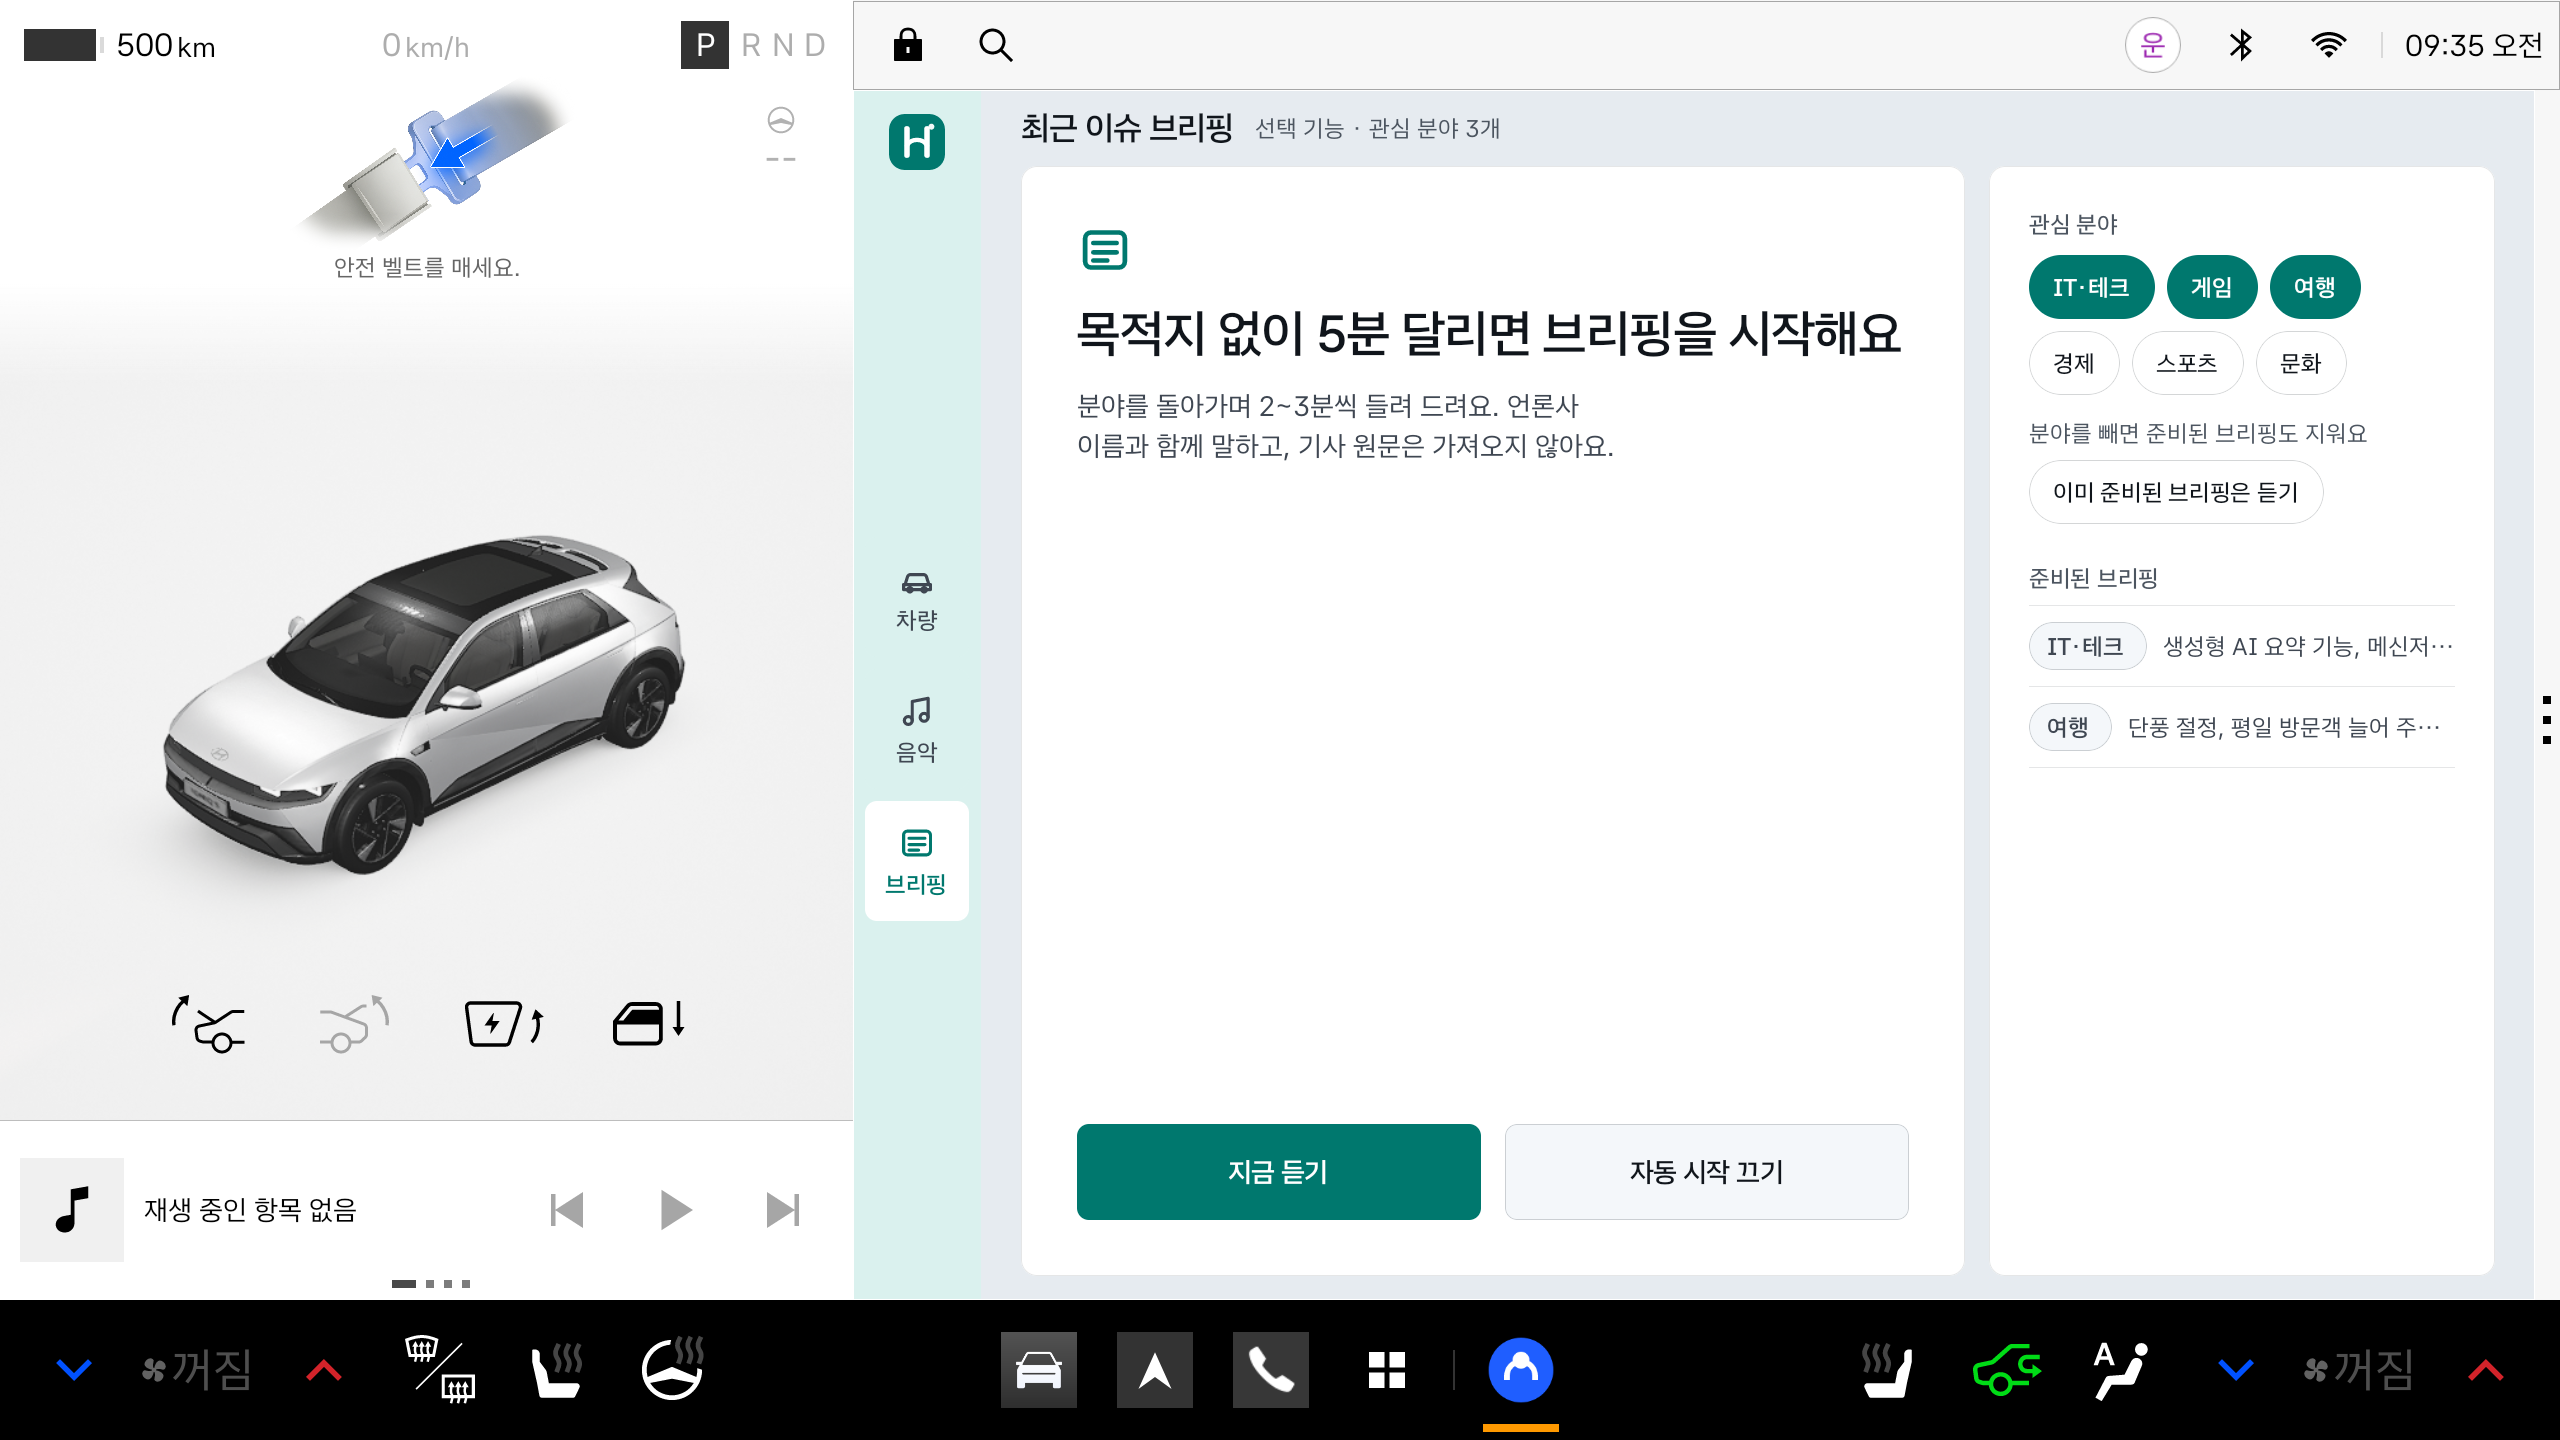 500 km
0 km/h
P R N D
안전 벨트를 매세요.
재생 중인 항목 없음
운
09:35 오전
차량
음악
브리핑
최근 이슈 브리핑
선택 기능 · 관심 분야 3개
목적지 없이 5분 달리면 브리핑을 시작해요
분야를 돌아가며 2~3분씩 들려 드려요. 언론사
이름과 함께 말하고, 기사 원문은 가져오지 않아요.
지금 듣기
자동 시작 끄기
관심 분야
IT·테크
게임
여행
경제
스포츠
문화
분야를 빼면 준비된 브리핑도 지워요
이미 준비된 브리핑은 듣기
준비된 브리핑
IT·테크 생성형 AI 요약 기능, 메신저…
여행 단풍 절정, 평일 방문객 늘어 주…
꺼짐
A
꺼짐